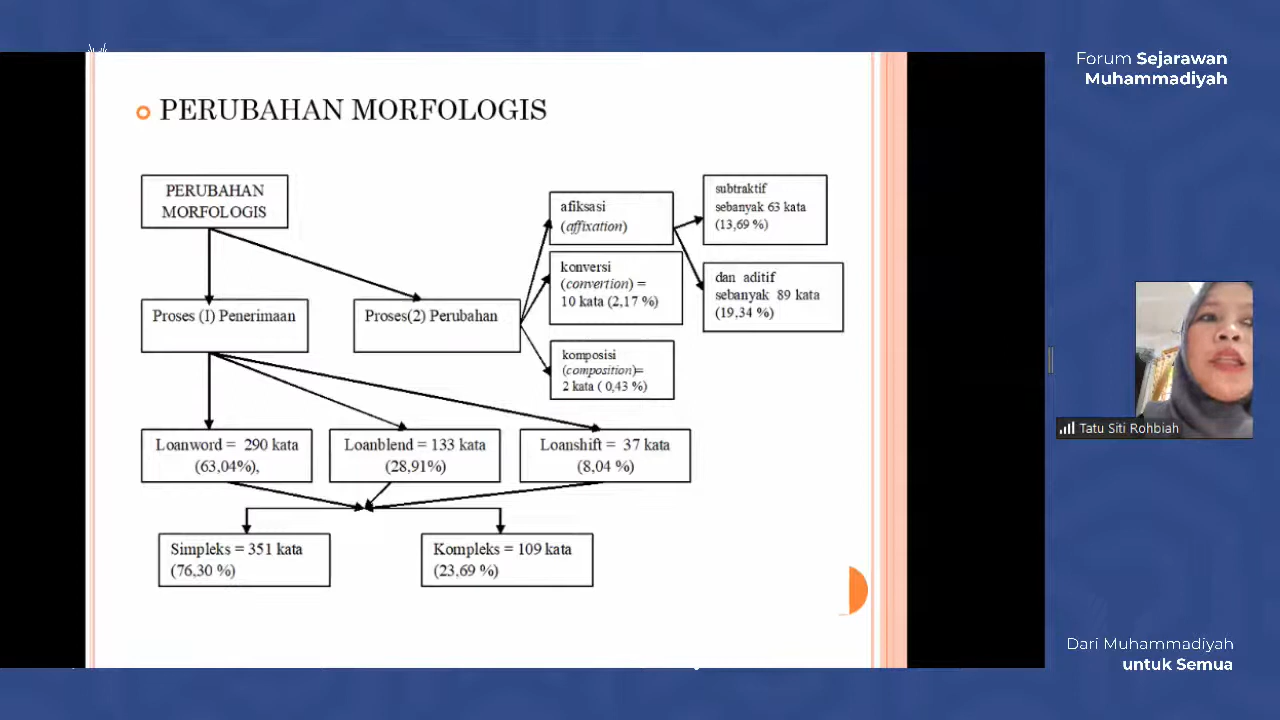 Forum Sejarawan
Muhammadiyah
PERUBAHAN MORFOLOGIS
PERUBAHAN
MORFOLOGIS
Proses (1) Penerimaan
Proses(2) Perubahan
afiksasi
(affixation)
konversi
(convertion) =
10 kata (2,17 %)
komposisi
(composition)=
2 kata ( 0,43 %)
subtraktif
sebanyak 63 kata
(13,69 %)
dan aditif
sebanyak 89 kata
(19,34 %)
Loanword = 290 kata
(63,04%),
Loanblend = 133 kata
(28,91%)
Loanshift = 37 kata
(8,04 %)
Simpleks = 351 kata
(76,30 %)
Kompleks = 109 kata
(23,69 %)
Tatu Siti Rohbiah
Dari Muhammadiyah
untuk Semua